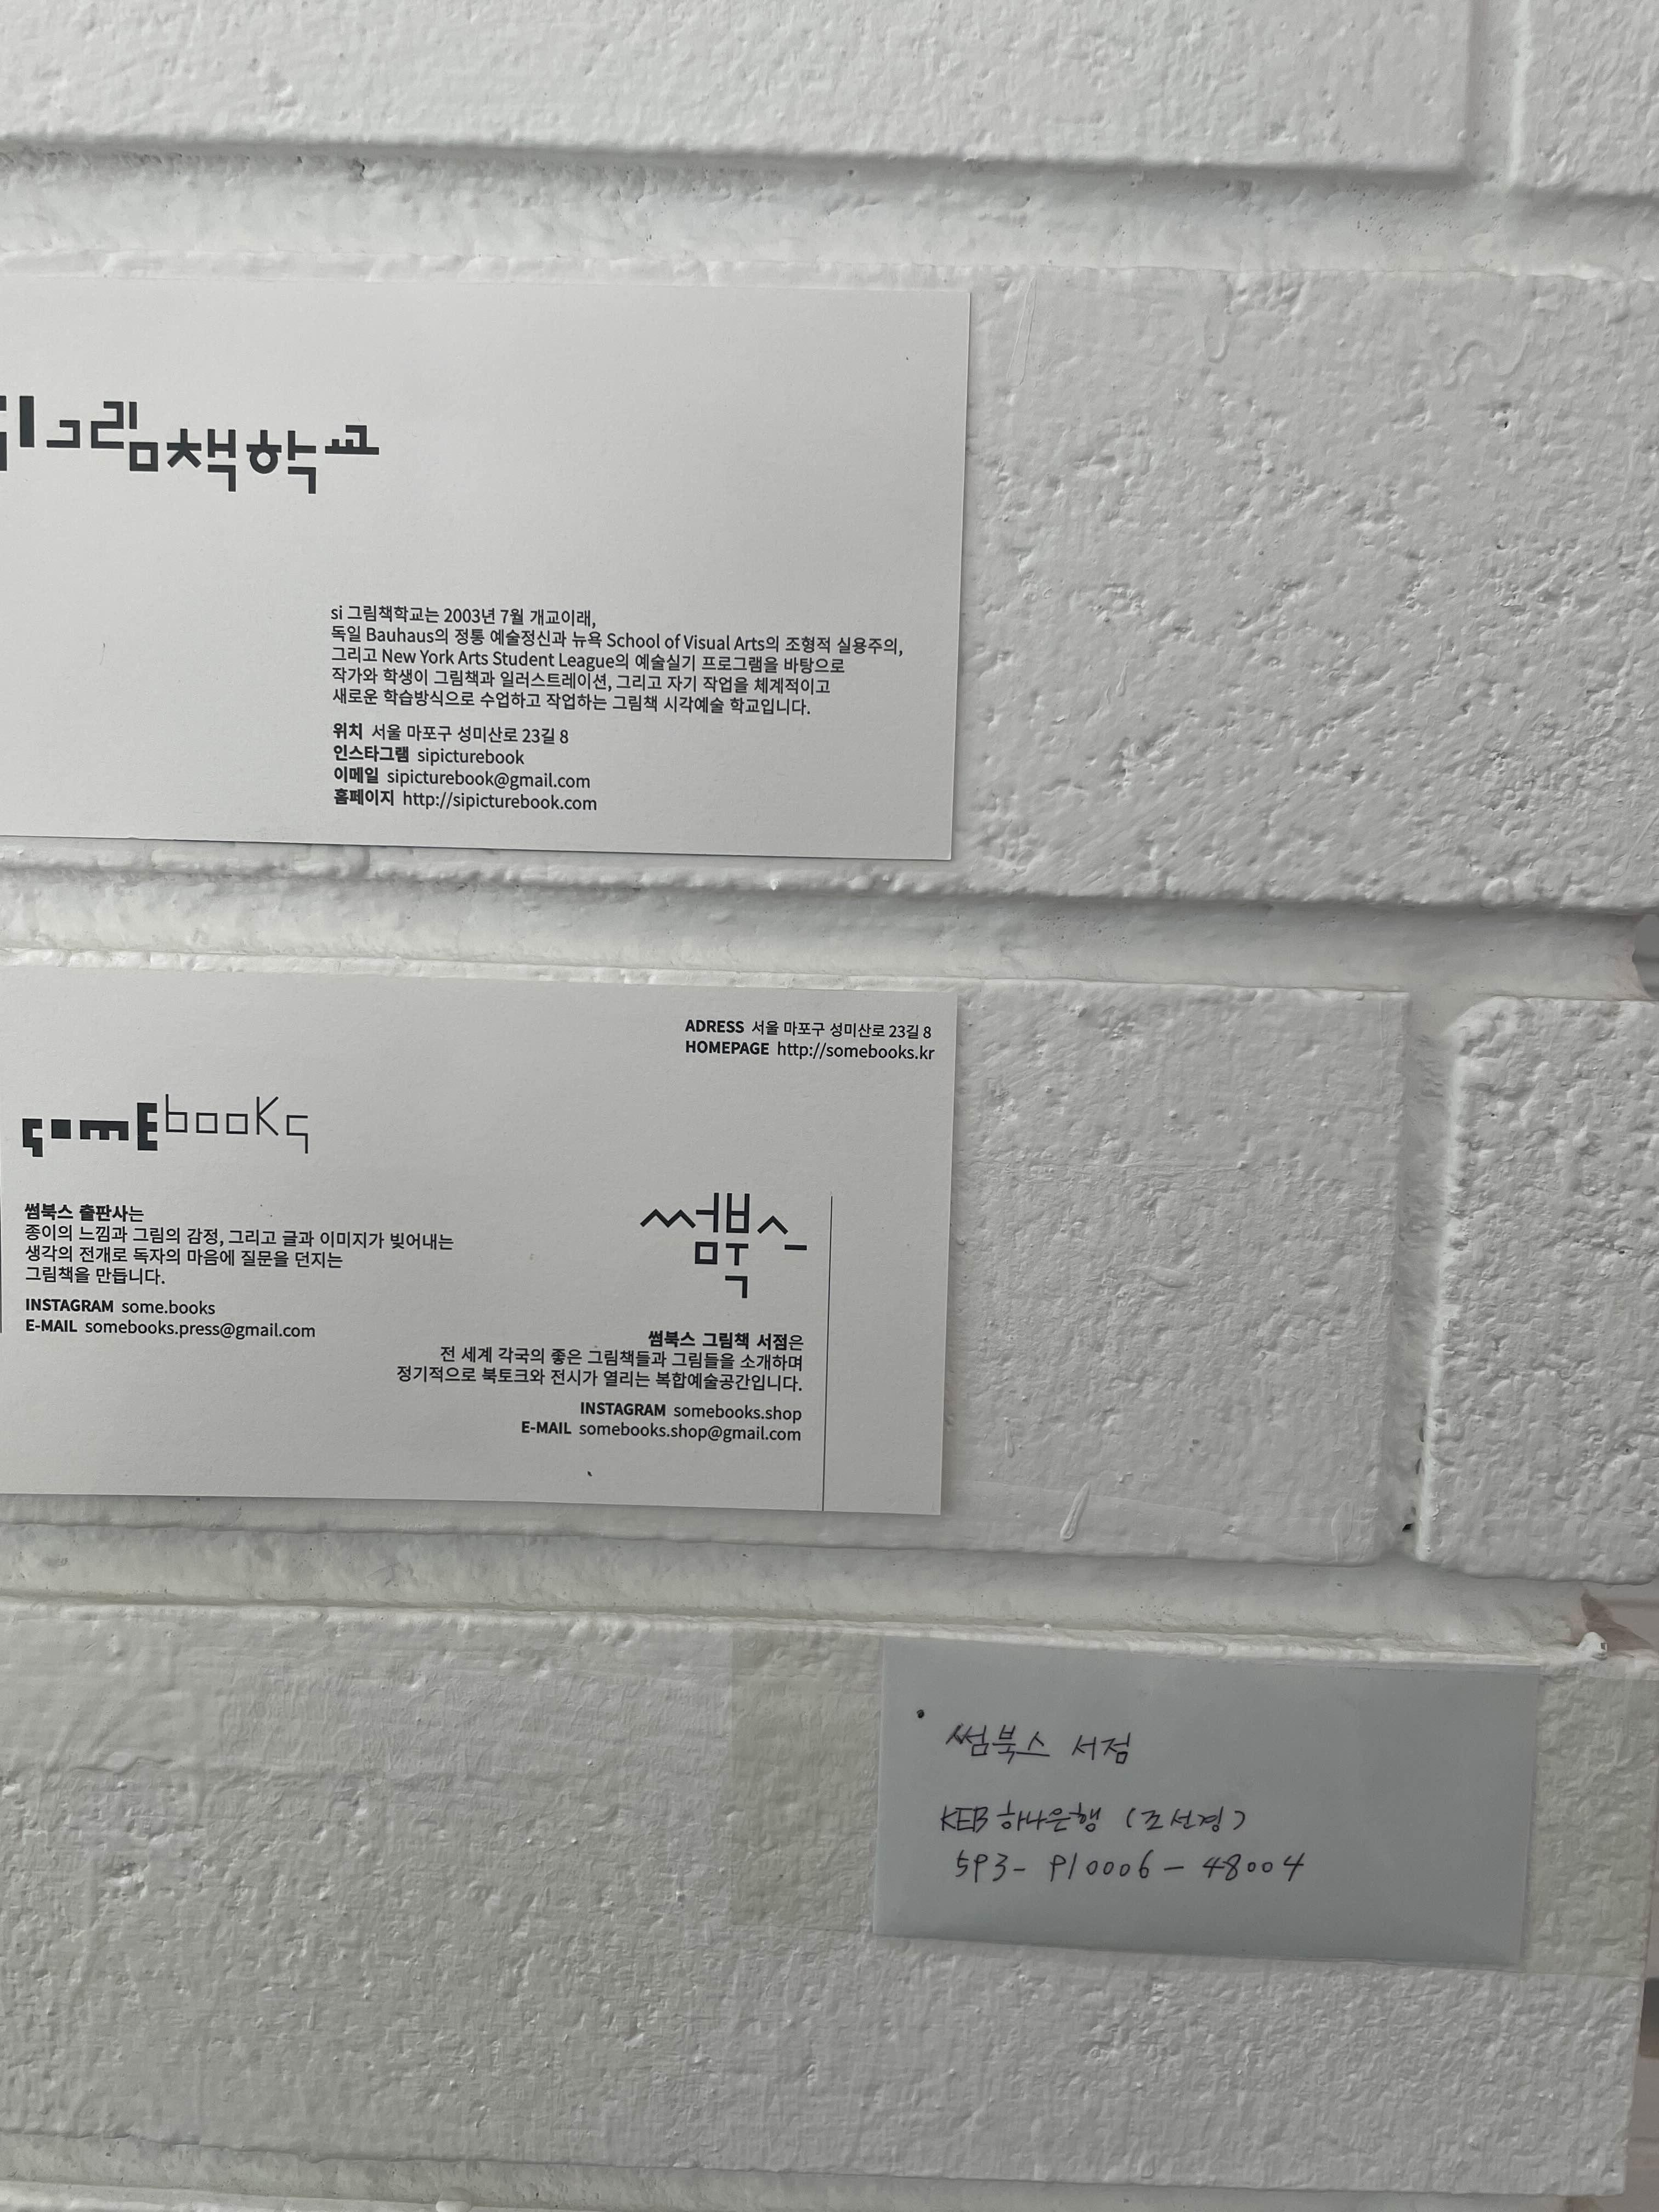 si그림책학교
si 그림책학교는 2003년 7월 개교이래,
독일 Bauhaus의 정통 예술정신과 뉴욕 School of Visual Arts의 조형적 실용주의,
그리고 New York Arts Student League의 예술실기 프로그램을 바탕으로
작가와 학생이 그림책과 일러스트레이션, 그리고 자기 작업을 체계적이고
새로운 학습방식으로 수업하고 작업하는 그림책 시각예술 학교입니다.
위치 서울 마포구 성미산로 23길 8
인스타그램 sipicturebook
이메일 sipicturebook@gmail.com
홈페이지 http://sipicturebook.com
ADRESS 서울 마포구 성미산로 23길 8
HOMEPAGE http://somebooks.kr
somEbooks
썸북스 출판사는
종이의 느낌과 그림의 감정, 그리고 글과 이미지가 빚어내는
생각의 전개로 독자의 마음에 질문을 던지는
그림책을 만듭니다.
INSTAGRAM some.books
E-MAIL somebooks.press@gmail.com
썸북스
썸북스 그림책 서점은
전 세계 각국의 좋은 그림책들과 그림들을 소개하며
정기적으로 북토크와 전시가 열리는 복합예술공간입니다.
INSTAGRAM somebooks.shop
E-MAIL somebooks.shop@gmail.com
썸북스 서점
KEB 하나은행 (조선경)
593-910006-48004